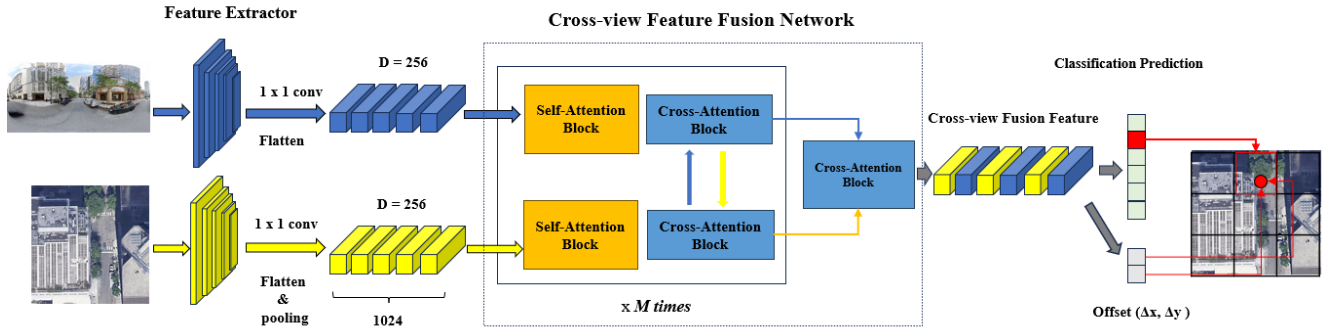 Feature Extractor
Cross-view Feature Fusion Network
D = 256
1 x 1 conv
Flatten
Self-Attention
Block
Cross-Attention
Block
Classification Prediction
Cross-view Fusion Feature
Cross-Attention
Block
D = 256
1 x 1 conv
Flatten
&
pooling
1024
Self-Attention
Block
Cross-Attention
Block
x M times
Offset (Δx, Δy )